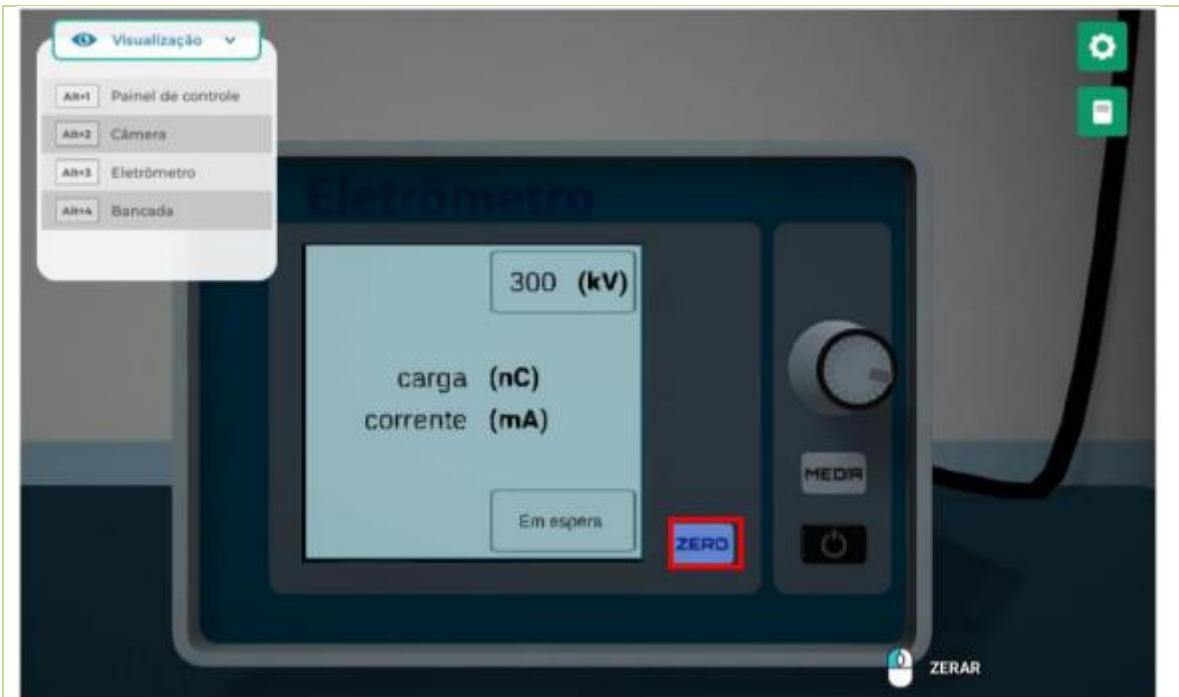 Visualização
Alt+1 Painel de controle
Alt+2 Câmera
Alt+3 Eletrômetro
Alt+4 Bancada
Eletrômetro
300 (kV)
carga (nC)
corrente (mA)
Em espera
ZERO
MEDIR
ZERAR